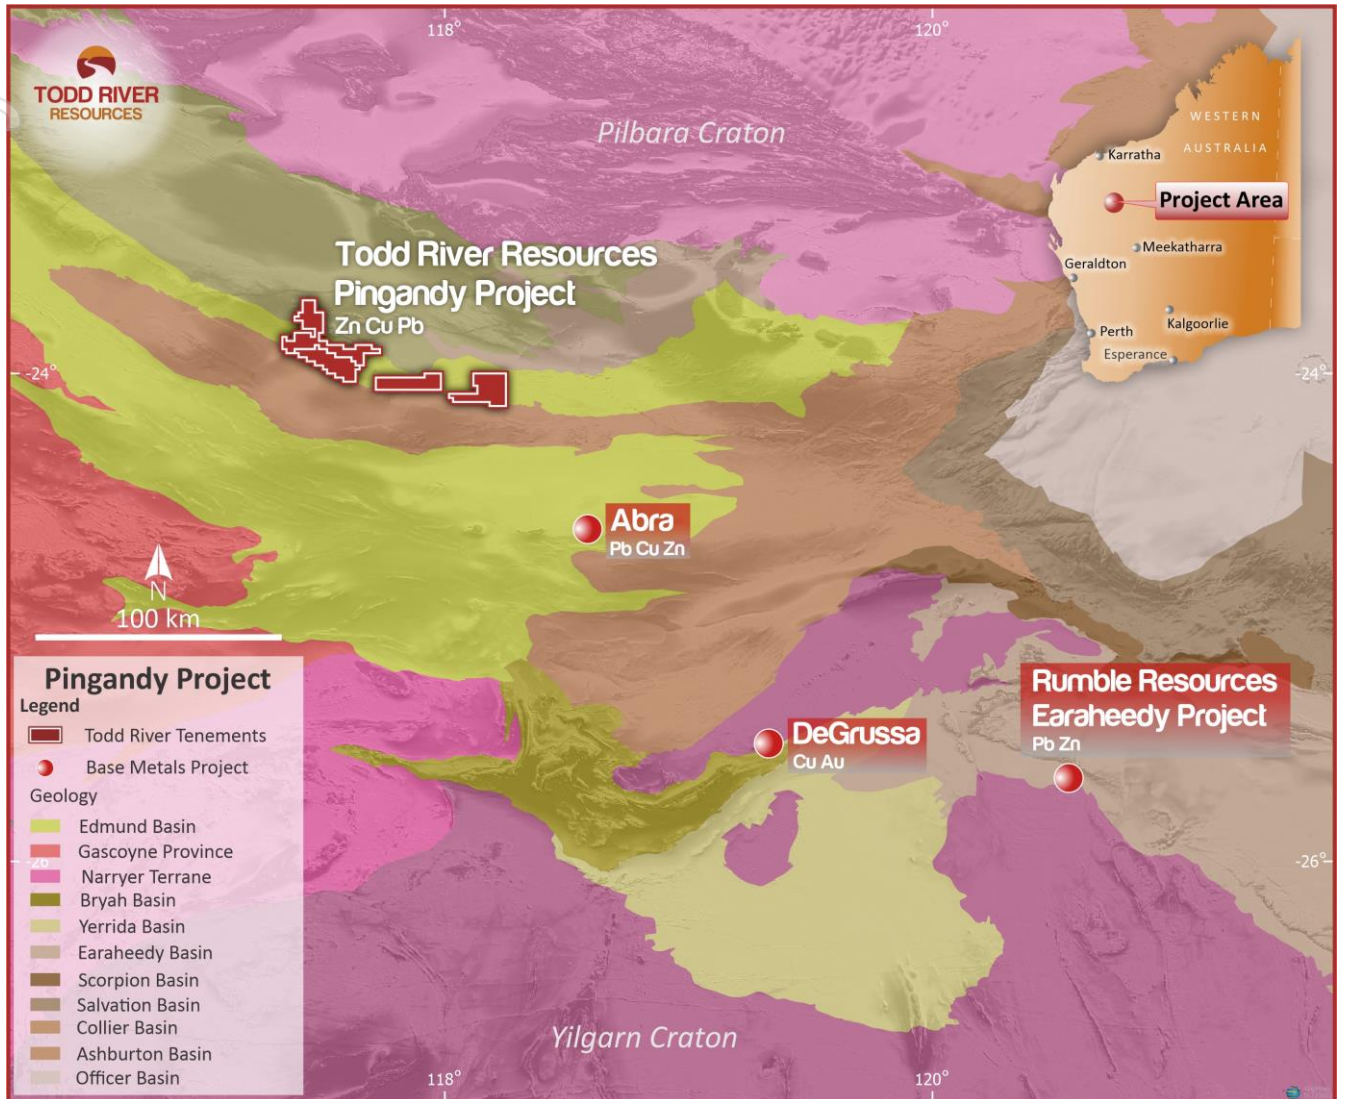 118°
120°
TODD RIVER
RESOURCES
Pilbara Craton
WESTERN
AUSTRALIA
Karratha
Project Area
Meekatharra
Geraldton
Kalgoorlie
Perth
Esperance
Todd River Resources
Pingandy Project
Zn Cu Pb
-24°
-24°
Abra
Pb Cu Zn
N
100 km
Rumble Resources
Earaheedy Project
Pb Zn
DeGrussa
Cu Au
Pingandy Project
Legend
Todd River Tenements
Base Metals Project
Geology
Edmund Basin
Gascoyne Province
Narryer Terrane
Bryah Basin
Yerrida Basin
Earaheedy Basin
Scorpion Basin
Salvation Basin
Collier Basin
Ashburton Basin
Officer Basin
-26
-26°
Yilgarn Craton
118°
120°